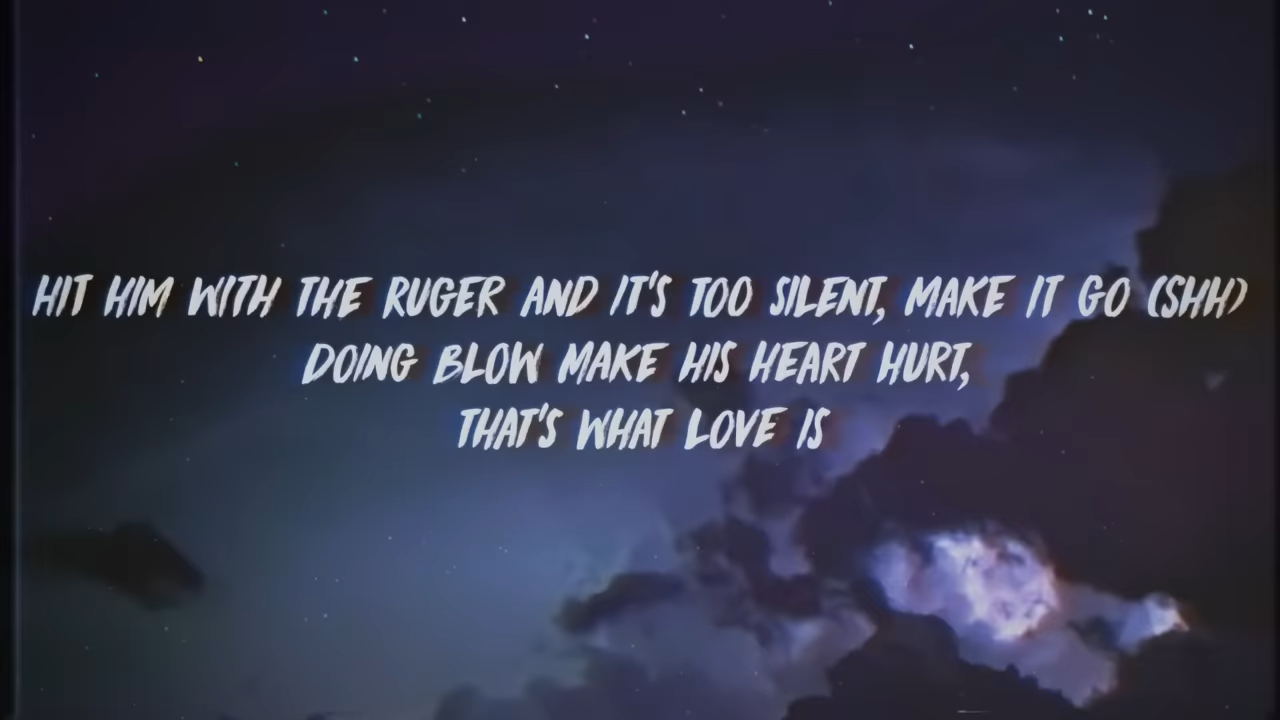 HIT HIM WITH THE RUGER AND IT'S TOO SILENT, MAKE IT GO (SHH)
DOING BLOW MAKE HIS HEART HURT,
THAT'S WHAT LOVE IS